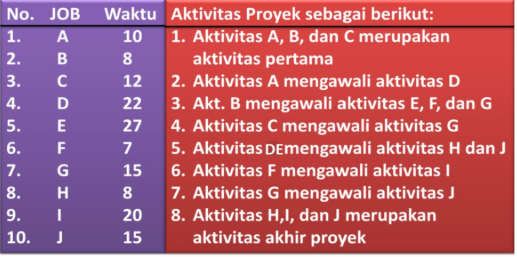 No. JOB Waktu
1. A 10
2. B 8
3. C 12
4. D 22
5. E 27
6. F 7
7. G 15
8. H 8
9. I 20
10. J 15
Aktivitas Proyek sebagai berikut:
1. Aktivitas A, B, dan C merupakan
aktivitas pertama
2. Aktivitas A mengawali aktivitas D
3. Akt. B mengawali aktivitas E, F, dan G
4. Aktivitas C mengawali aktivitas G
5. Aktivitas DE mengawali aktivitas H dan J
6. Aktivitas F mengawali aktivitas I
7. Aktivitas G mengawali aktivitas J
8. Aktivitas H,I, dan J merupakan
aktivitas akhir proyek